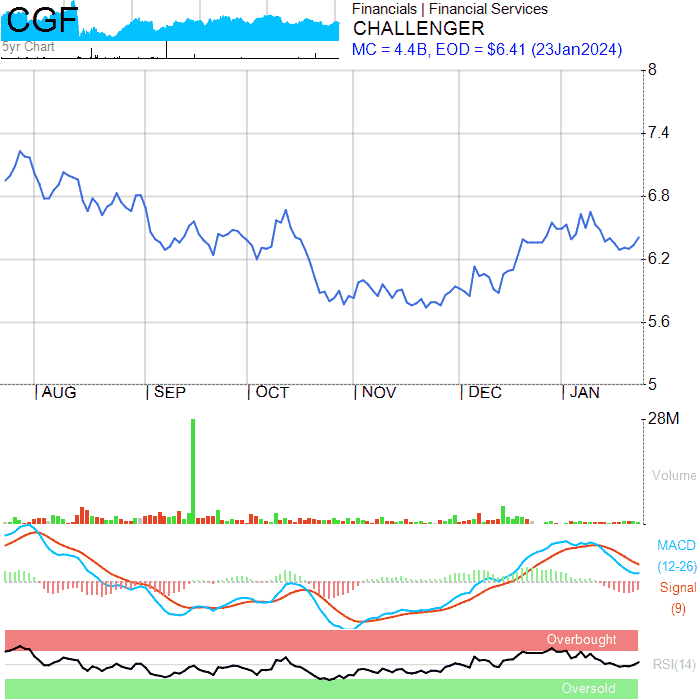 CGF
5yr Chart
Financials | Financial Services
CHALLENGER
MC = 4.4B, EOD = $6.41 (23Jan2024)
8
7.4
6.8
6.2
5.6
5
|AUG |SEP |OCT |NOV |DEC |JAN
28M
Volume
MACD
(12-26)
Signal
(9)
Overbought
RSI(14)
Oversold